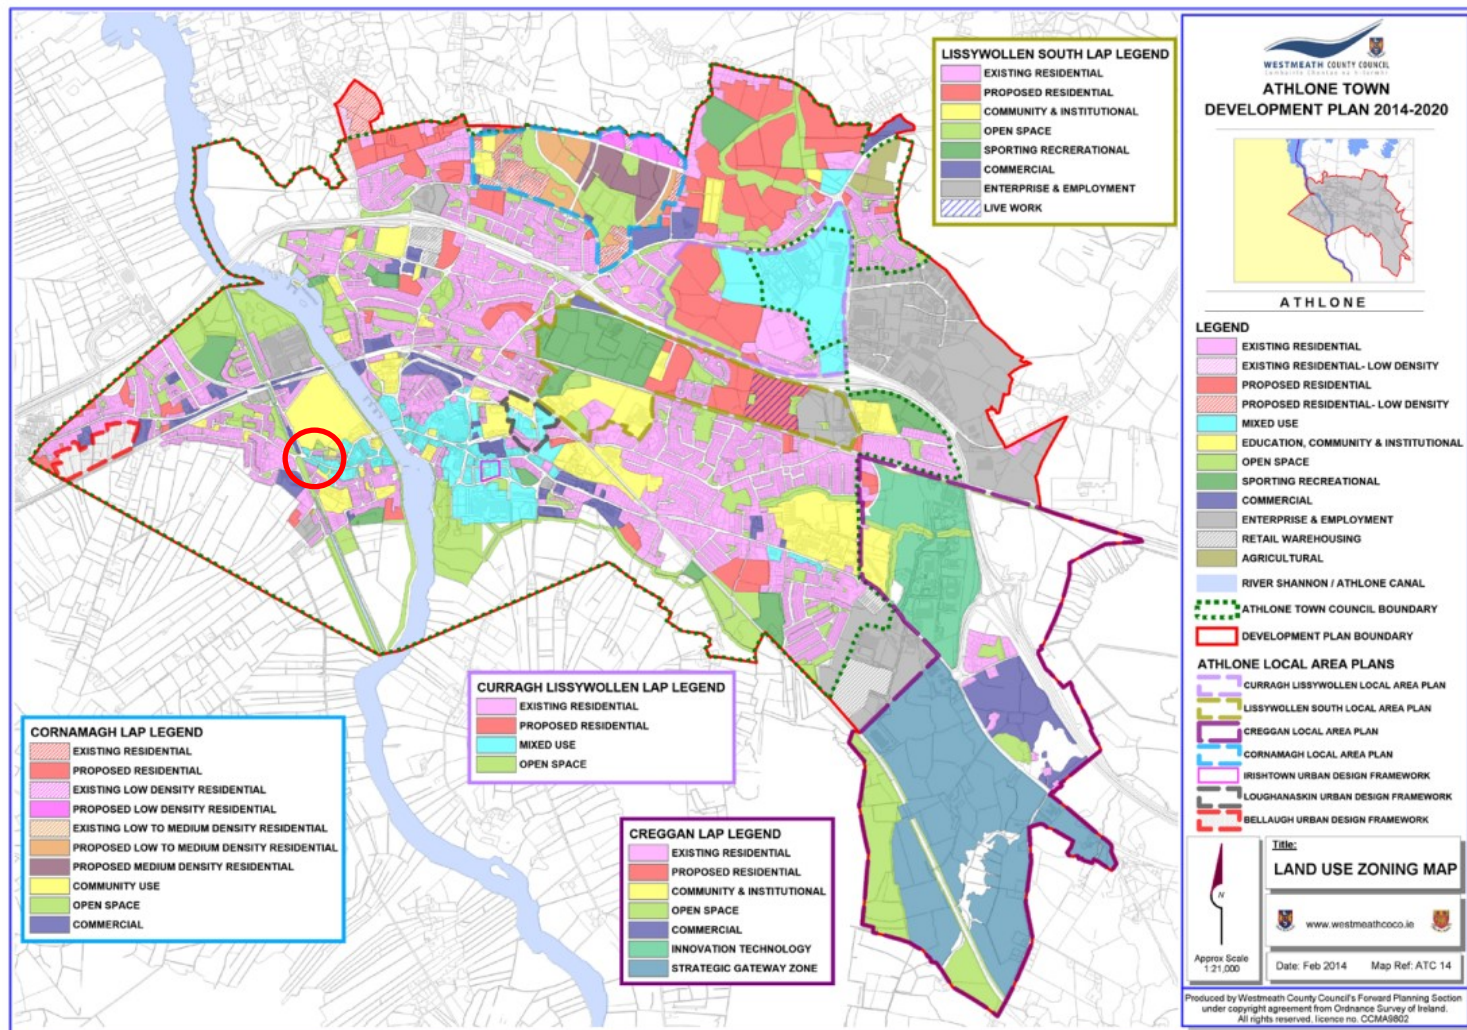 LISSYWOLLEN SOUTH LAP LEGEND
EXISTING RESIDENTIAL
PROPOSED RESIDENTIAL
COMMUNITY & INSTITUTIONAL
OPEN SPACE
SPORTING RECRERATIONAL
COMMERCIAL
ENTERPRISE & EMPLOYMENT
LIVE WORK
CURRAGH LISSYWOLLEN LAP LEGEND
EXISTING RESIDENTIAL
PROPOSED RESIDENTIAL
MIXED USE
OPEN SPACE
CORNAMAGH LAP LEGEND
EXISTING RESIDENTIAL
PROPOSED RESIDENTIAL
EXISTING LOW DENSITY RESIDENTIAL
PROPOSED LOW DENSITY RESIDENTIAL
EXISTING LOW TO MEDIUM DENSITY RESIDENTIAL
PROPOSED LOW TO MEDIUM DENSITY RESIDENTIAL
PROPOSED MEDIUM DENSITY RESIDENTIAL
COMMUNITY USE
OPEN SPACE
COMMERCIAL
CREGGAN LAP LEGEND
EXISTING RESIDENTIAL
PROPOSED RESIDENTIAL
COMMUNITY & INSTITUTIONAL
OPEN SPACE
COMMERCIAL
INNOVATION TECHNOLOGY
STRATEGIC GATEWAY ZONE
WESTMEATH COUNTY COUNCIL
ATHLONE TOWN
DEVELOPMENT PLAN 2014-2020
ATHLONE
LEGEND
EXISTING RESIDENTIAL
EXISTING RESIDENTIAL- LOW DENSITY
PROPOSED RESIDENTIAL
PROPOSED RESIDENTIAL- LOW DENSITY
MIXED USE
EDUCATION, COMMUNITY & INSTITUTIONAL
OPEN SPACE
SPORTING RECREATIONAL
COMMERCIAL
ENTERPRISE & EMPLOYMENT
RETAIL WAREHOUSING
AGRICULTURAL
RIVER SHANNON / ATHLONE CANAL
ATHLONE TOWN COUNCIL BOUNDARY
DEVELOPMENT PLAN BOUNDARY
ATHLONE LOCAL AREA PLANS
CURRAGH LISSYWOLLEN LOCAL AREA PLAN
LISSYWOLLEN SOUTH LOCAL AREA PLAN
CREGGAN LOCAL AREA PLAN
CORNAMAGH LOCAL AREA PLAN
IRISHTOWN URBAN DESIGN FRAMEWORK
LOUGHANASKIN URBAN DESIGN FRAMEWORK
BELLAUGH URBAN DESIGN FRAMEWORK
N
Approx Scale
1:21,000
Title:
LAND USE ZONING MAP
www.westmeathcoco.ie
Date: Feb 2014 Map Ref: ATC 14
Produced by Westmeath County Council's Forward Planning Section
under copyright agreement from Ordnance Survey of Ireland.
All rights reserved. licence no. CCMA9802